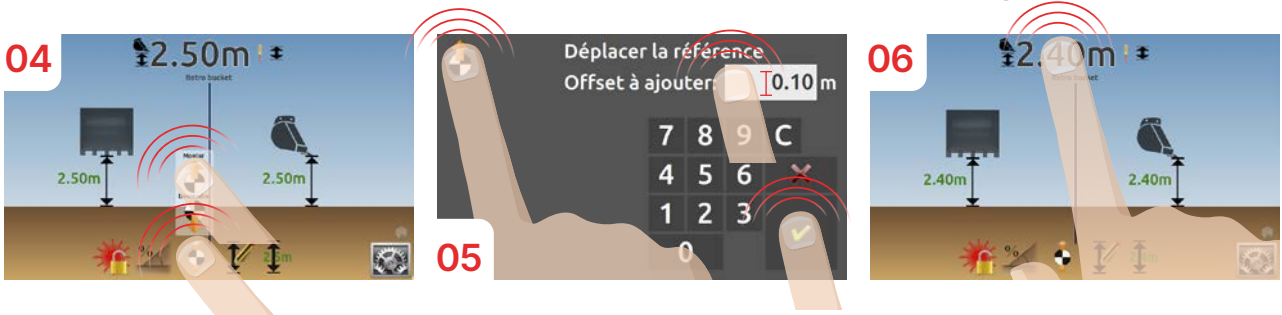 04
2.50m
Retro bucket
2.50m
2.50m
Monter
%
05
Déplacer la référence
Offset à ajouter: 0.10 m
7 8 9 C
4 5 6
1 2 3
0
06
2.40m
2.40m
2.40m
%